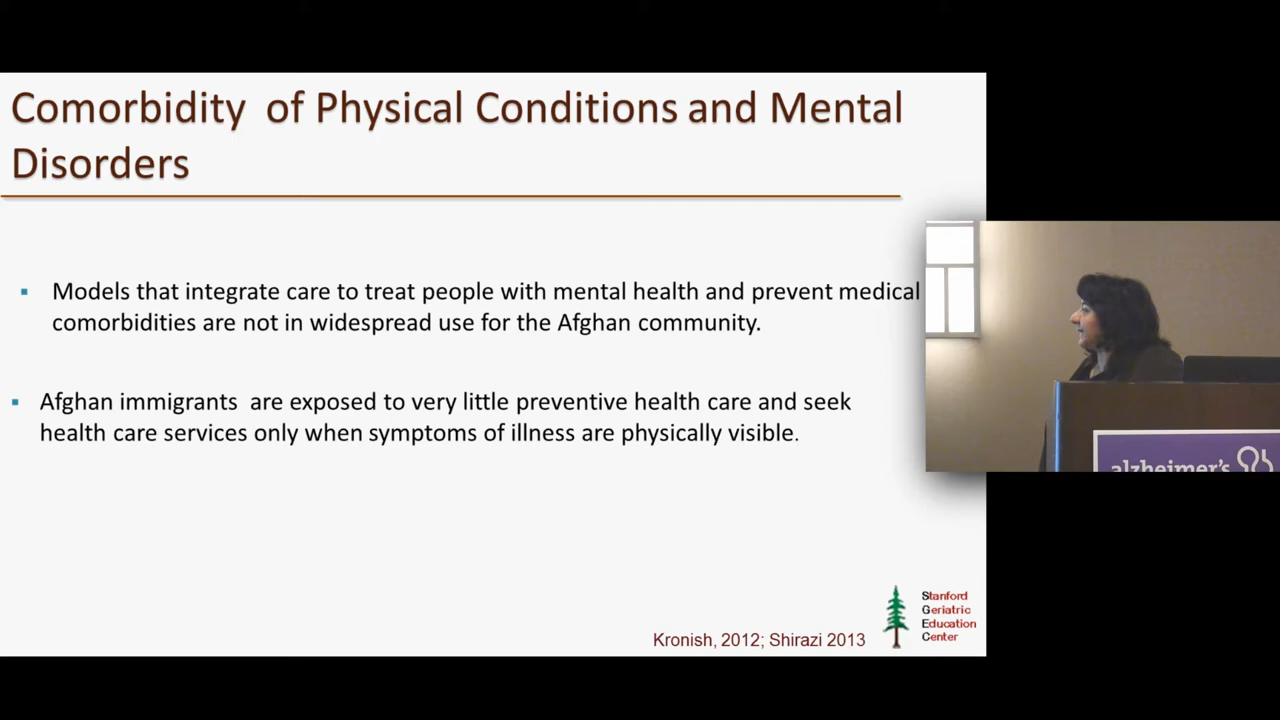 Comorbidity of Physical Conditions and Mental
Disorders
Models that integrate care to treat people with mental health and prevent medical
comorbidities are not in widespread use for the Afghan community.
Afghan immigrants are exposed to very little preventive health care and seek
health care services only when symptoms of illness are physically visible.
Kronish, 2012; Shirazi 2013
Stanford
Geriatric
Education
Center
alzheimer's